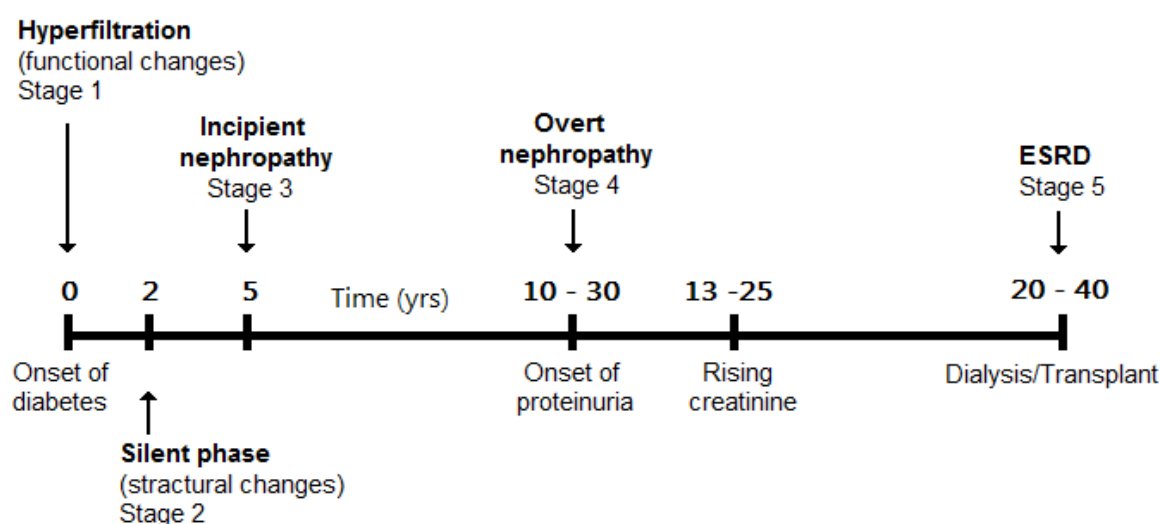 Hyperfiltration
(functional changes)
Stage 1
Incipient
nephropathy
Stage 3
Overt
nephropathy
Stage 4
ESRD
Stage 5
0
2
5
Time (yrs)
10 - 30
13 -25
20 - 40
Onset of
diabetes
Onset of
proteinuria
Rising
creatinine
Dialysis/Transplant
Silent phase
(stractural changes)
Stage 2